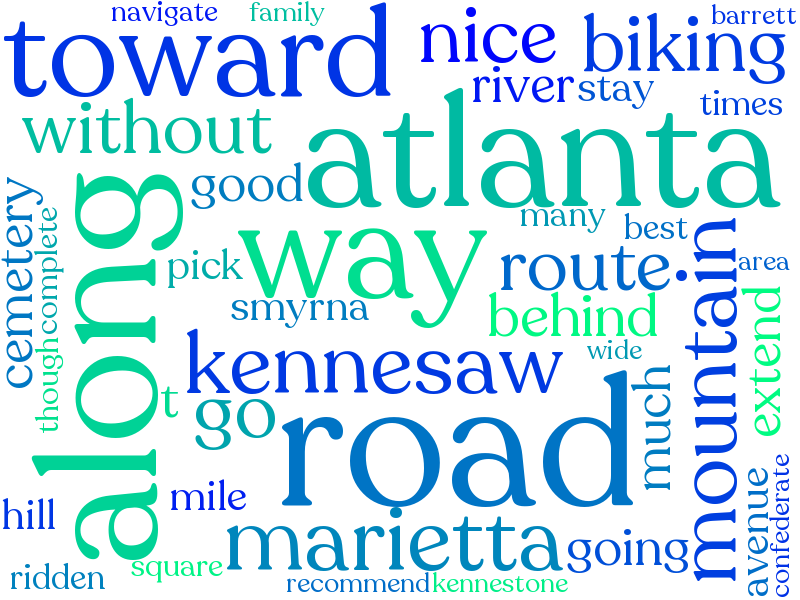 navigate
family
barrett
toward
nice
biking
river
stay
times
without
atlanta
good
cemetery
along
many
best
complete
though
way
pick
route
.
mountain
area
smyrna
behind
extend
kennesaw
wide
t
go
road
much
hill
mile
marietta
going
avenue
confederate
ridden
square
recommend
kennestone